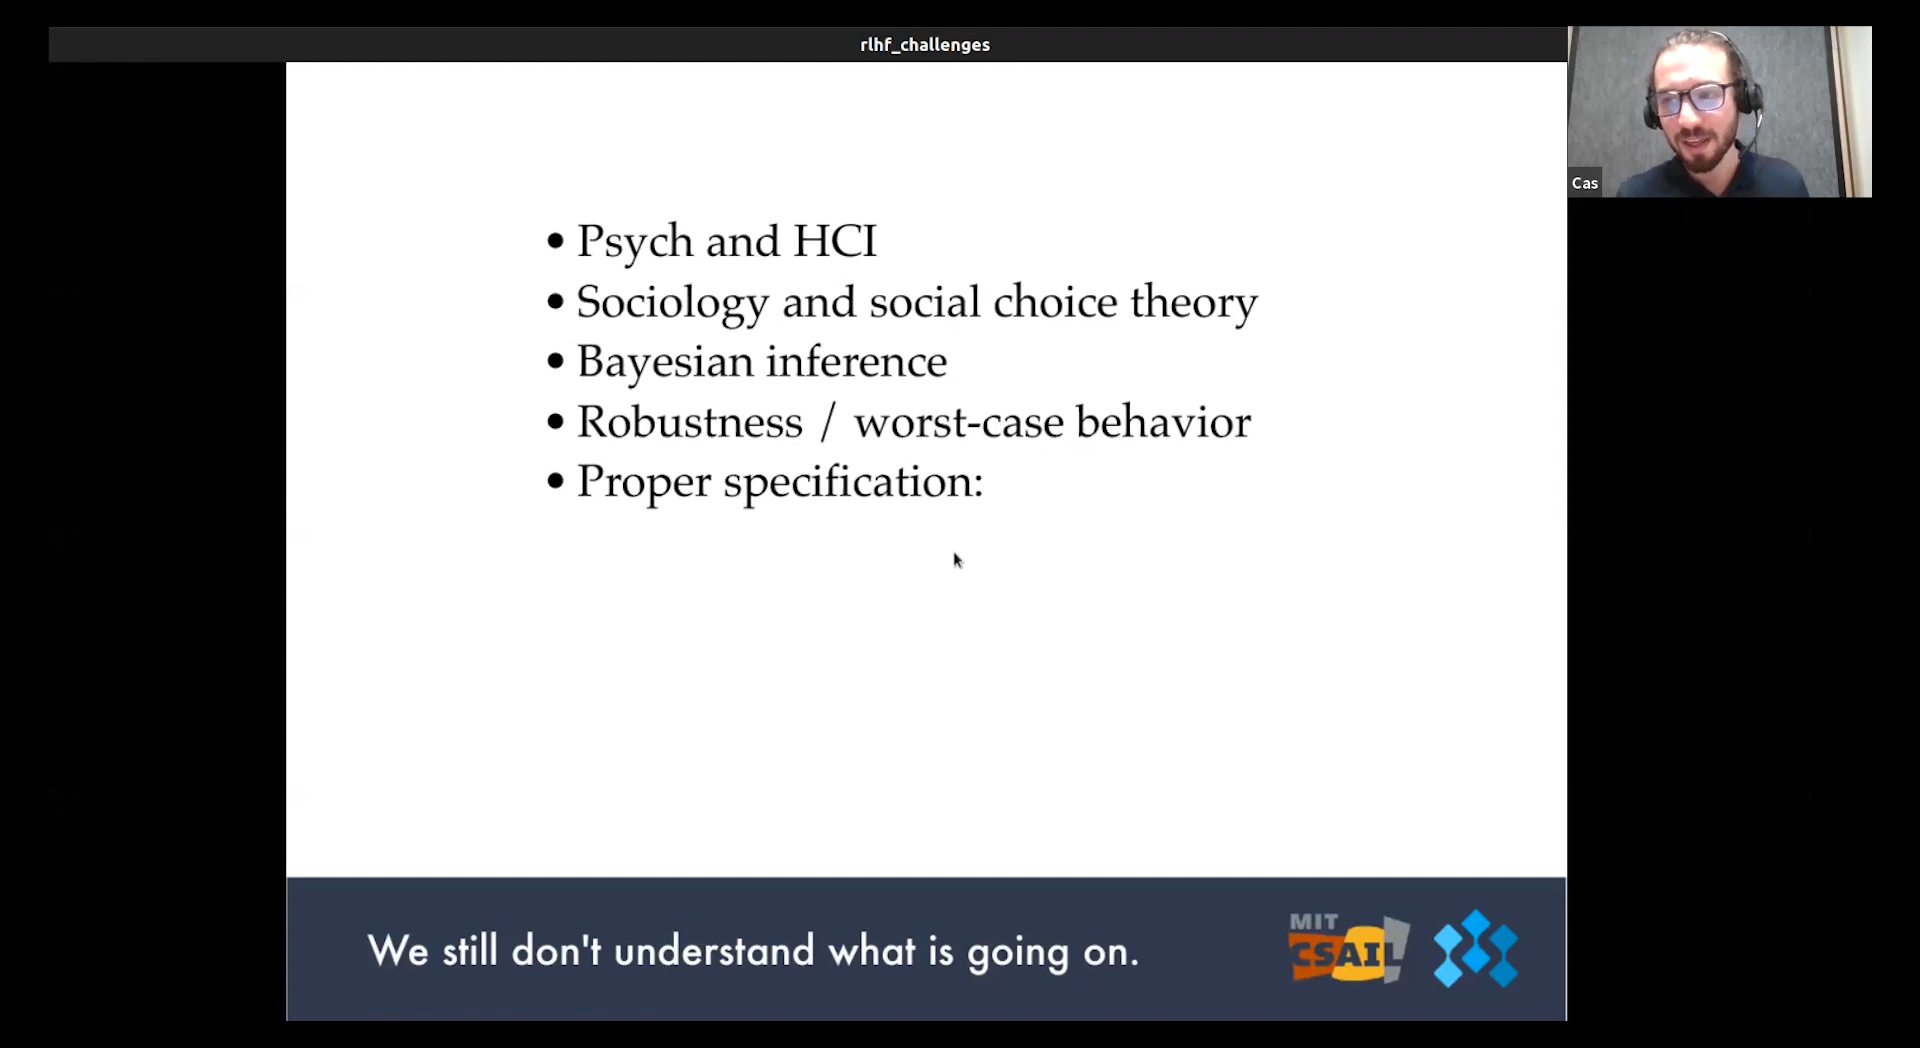 rlhf_challenges
Cas
• Psych and HCI
• Sociology and social choice theory
• Bayesian inference
• Robustness / worst-case behavior
• Proper specification:
We still don't understand what is going on.
MIT
CSAIL